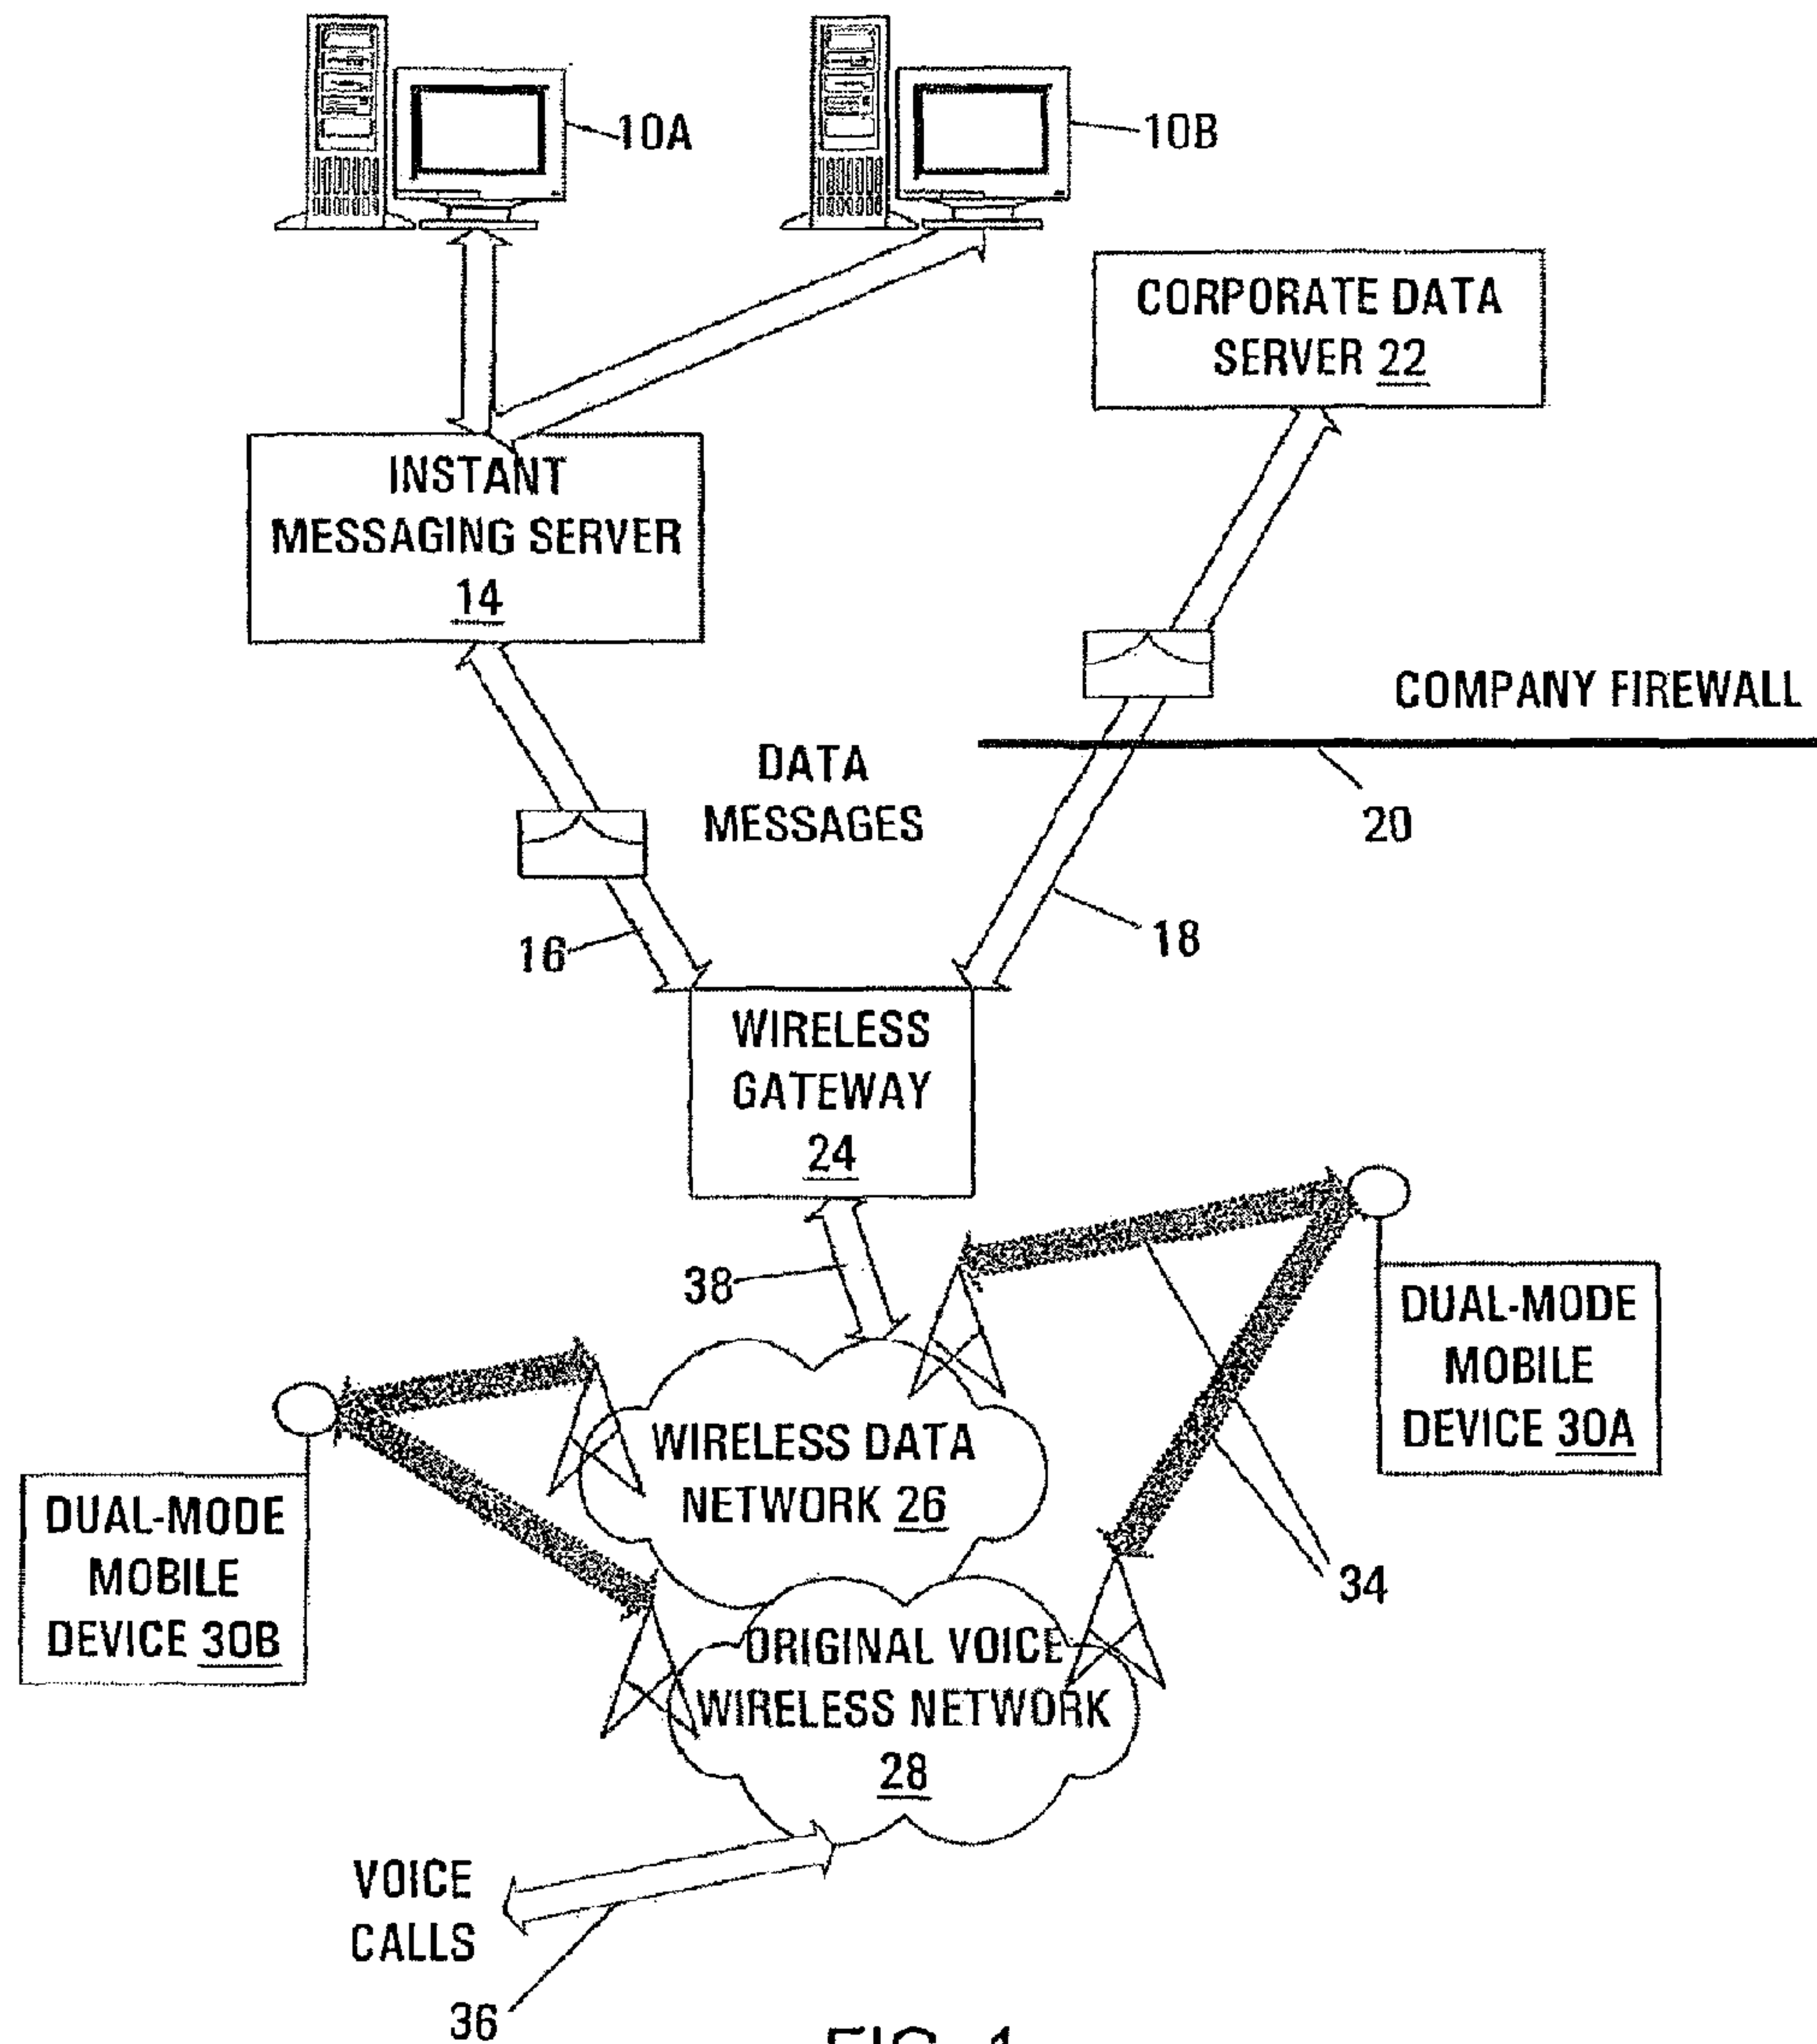 10A
10B
CORPORATE DATA
SERVER 22
INSTANT
MESSAGING SERVER
14
COMPANY FIREWALL
20
DATA
MESSAGES
16
18
WIRELESS
GATEWAY
24
38
DUAL-MODE
MOBILE
DEVICE 30A
WIRELESS DATA
NETWORK 26
DUAL-MODE
MOBILE
DEVICE 30B
34
ORIGINAL VOICE
WIRELESS NETWORK
28
VOICE
CALLS
36
FIG. 1